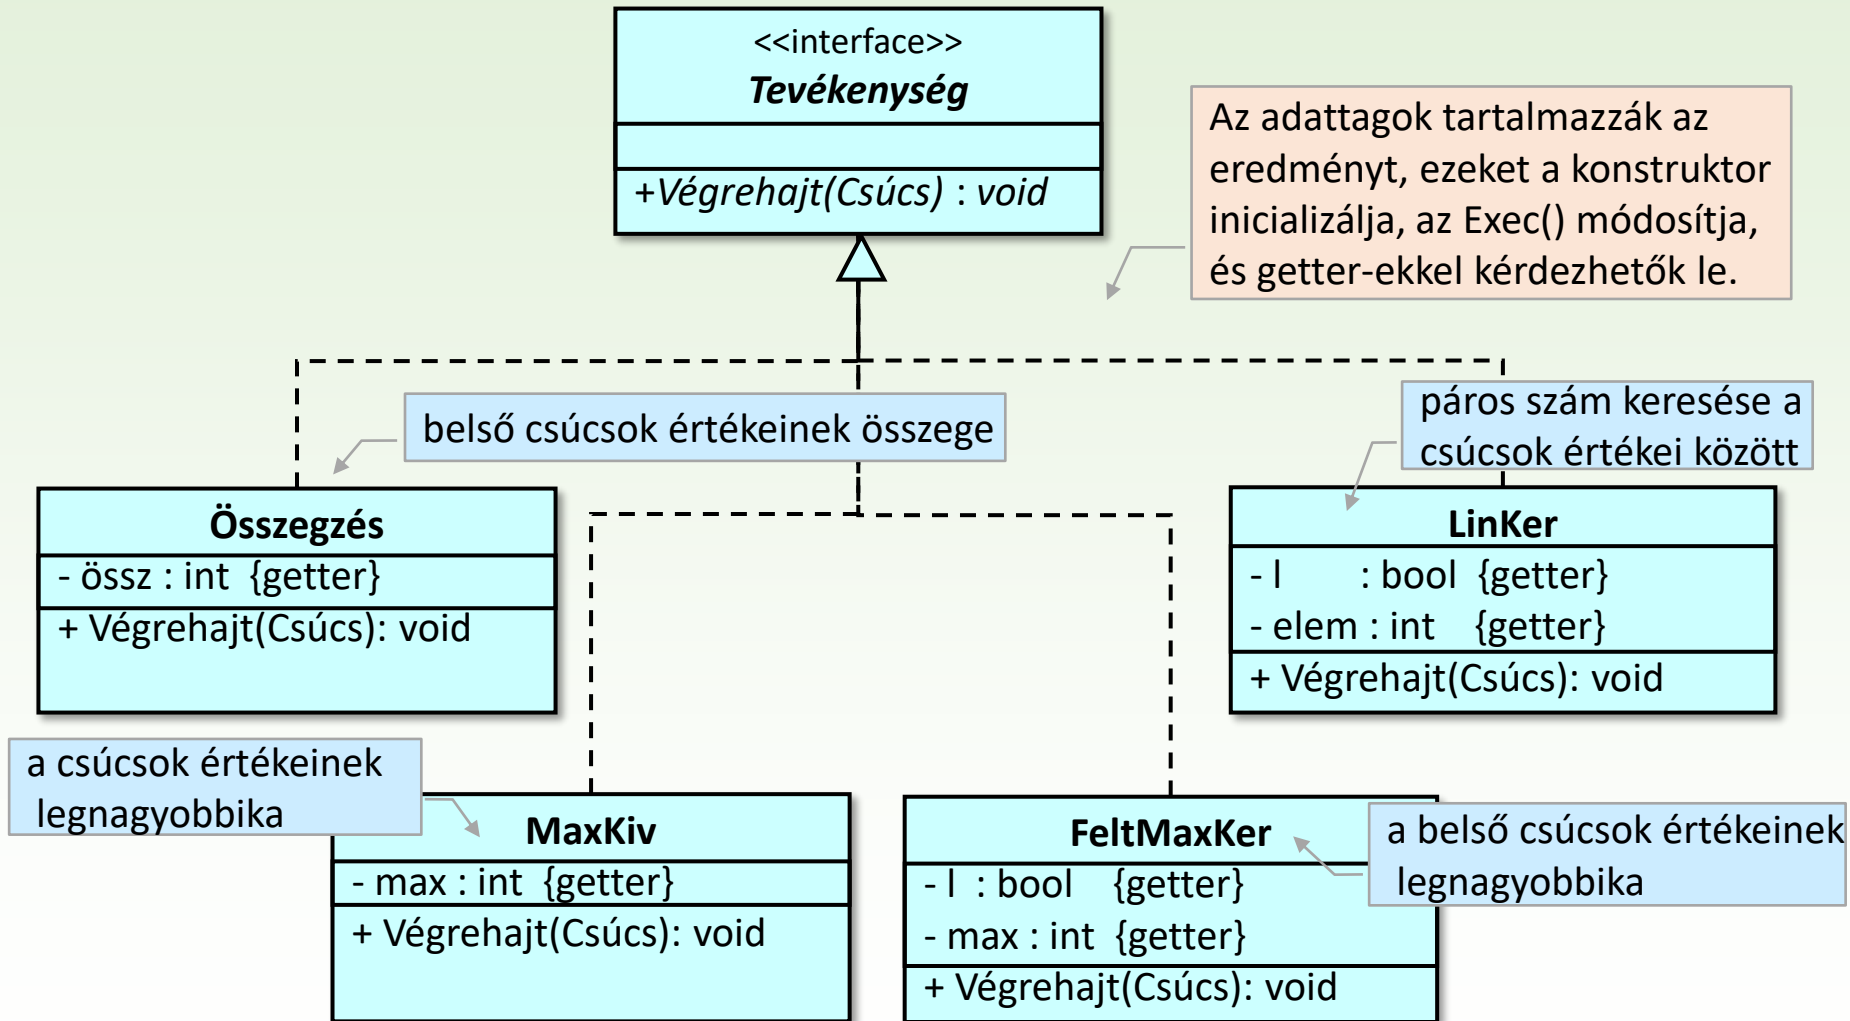 <<interface>>
Tevékenység
+Végrehajt(Csúcs) : void
Az adattagok tartalmazzák az
eredményt, ezeket a konstruktor
inicializálja, az Exec() módosítja,
és getter-ekkel kérdezhetők le.
belső csúcsok értékeinek összege
páros szám keresése a
csúcsok értékei között
Összegzés
- össz : int {getter}
+ Végrehajt(Csúcs): void
LinKer
- l : bool {getter}
- elem : int {getter}
+ Végrehajt(Csúcs): void
a csúcsok értékeinek
legnagyobbika
MaxKiv
- max : int {getter}
+ Végrehajt(Csúcs): void
FeltMaxKer
- l : bool {getter}
- max : int {getter}
+ Végrehajt(Csúcs): void
a belső csúcsok értékeinek
legnagyobbika